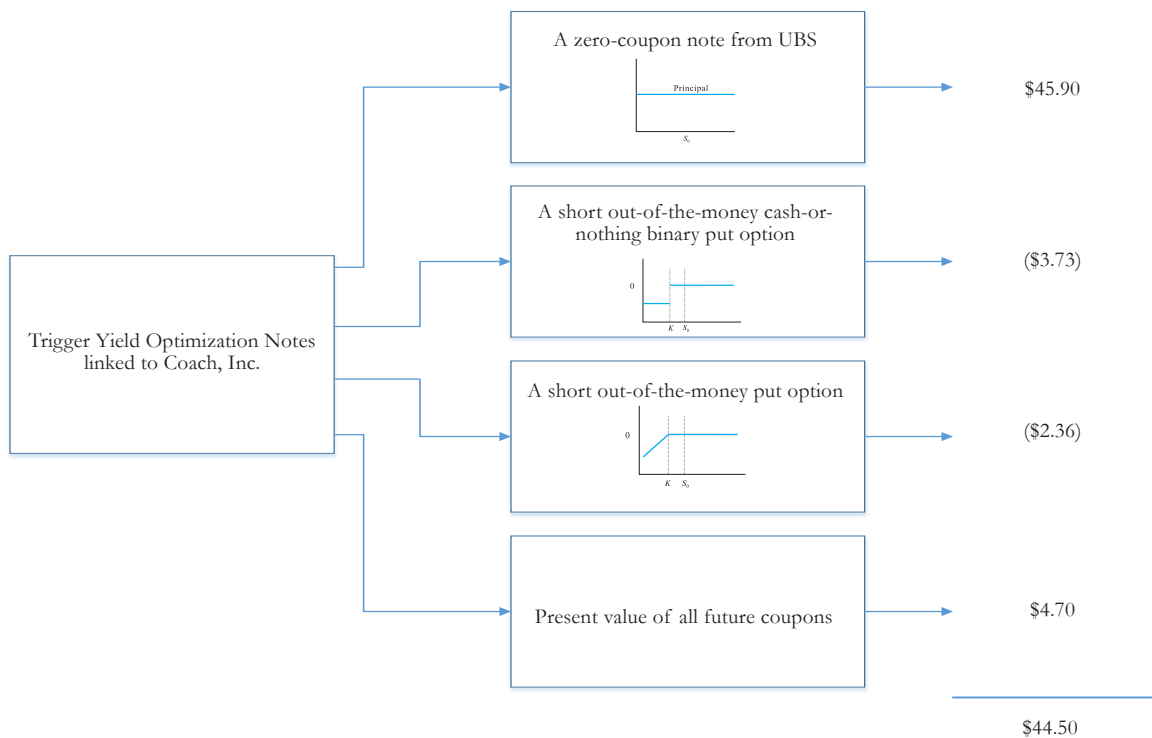 A zero-coupon note from UBS
Principal
S₀
$45.90
A short out-of-the-money cash-or-
nothing binary put option
0
K S₀
($3.73)
Trigger Yield Optimization Notes
linked to Coach, Inc.
A short out-of-the-money put option
0
K S₀
($2.36)
Present value of all future coupons
$4.70
$44.50